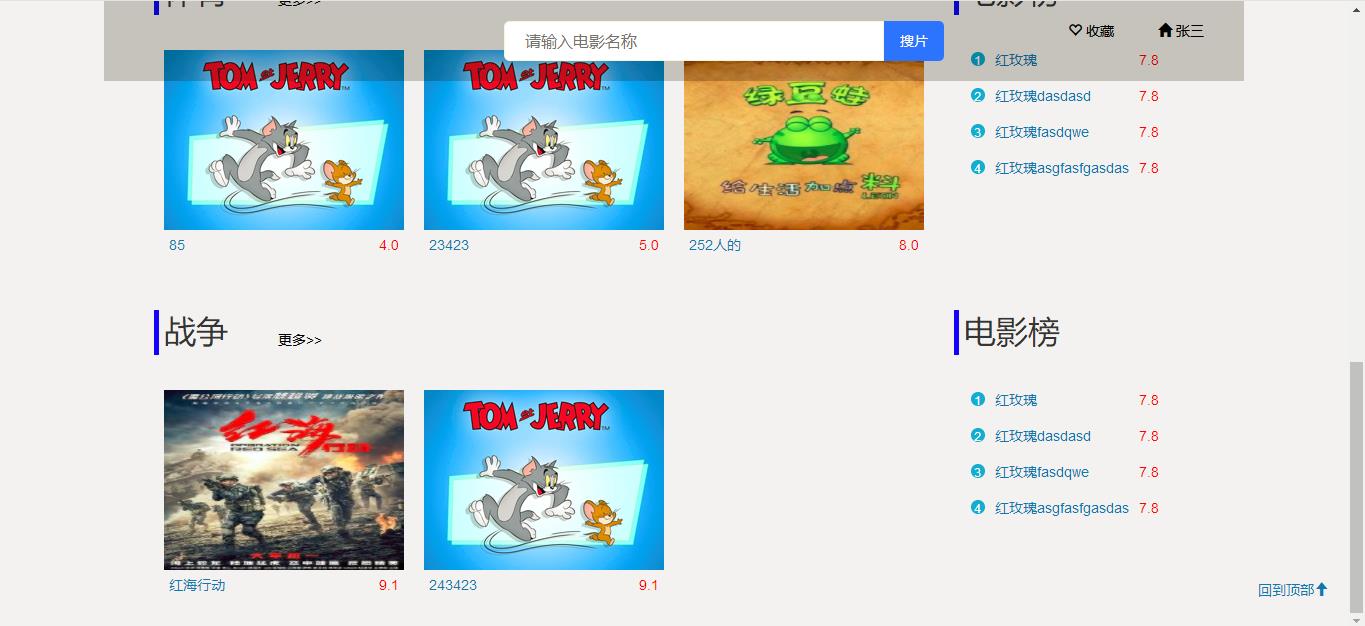 更多>>
电影榜
请输入电影名称
搜片
收藏
张三
TOM and JERRY
TOM and JERRY
绿豆蛙
给生活加点料
LEON
85 4.0
23423 5.0
252人的 8.0
1 红玫瑰 7.8
2 红玫瑰dasdasd 7.8
3 红玫瑰fasdqwe 7.8
4 红玫瑰asgfasfgasdas 7.8
战争
更多>>
电影榜
红海行动
OPERATION RED SEA
TOM and JERRY
红海行动 9.1
243423 9.1
1 红玫瑰 7.8
2 红玫瑰dasdasd 7.8
3 红玫瑰fasdqwe 7.8
4 红玫瑰asgfasfgasdas 7.8
回到顶部